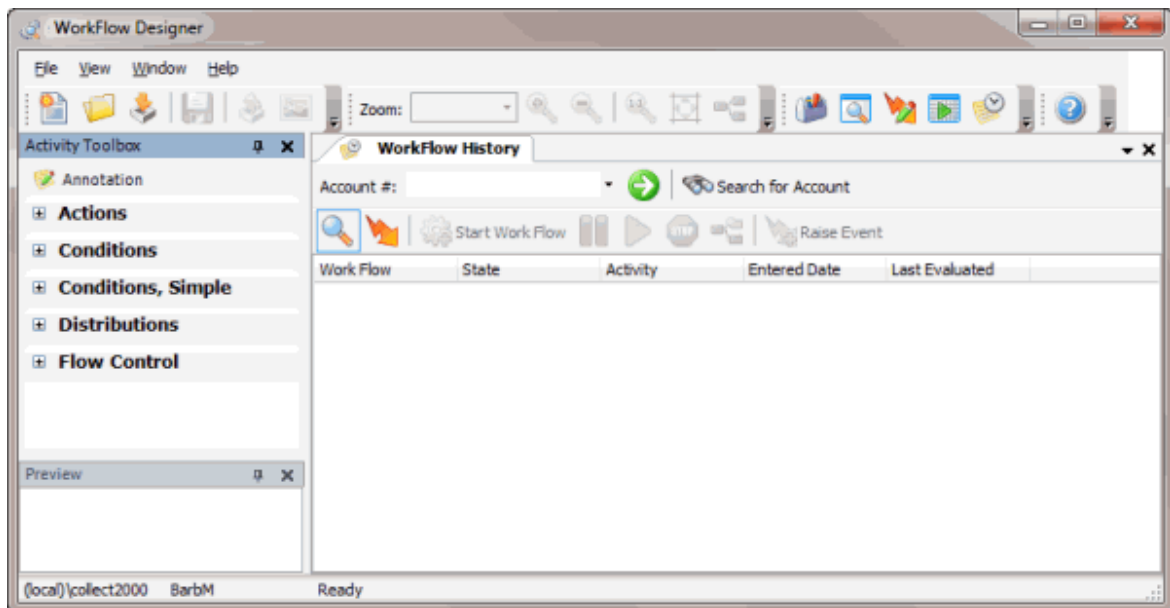 WorkFlow Designer
File View Window Help
Zoom:
Activity Toolbox
WorkFlow History
Annotation
Account #:
Search for Account
Actions
Start Work Flow
Raise Event
Conditions
Work Flow State Activity Entered Date Last Evaluated
Conditions, Simple
Distributions
Flow Control
Preview
(local)\collect2000 BarbM Ready